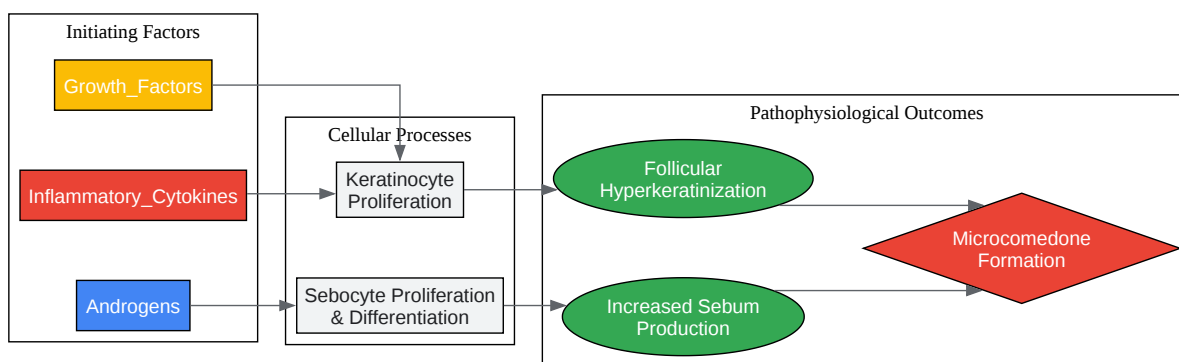 Initiating Factors
Growth_Factors
Inflammatory_Cytokines
Androgens
Cellular Processes
Keratinocyte
Proliferation
Sebocyte Proliferation
& Differentiation
Pathophysiological Outcomes
Follicular
Hyperkeratinization
Increased Sebum
Production
Microcomedone
Formation